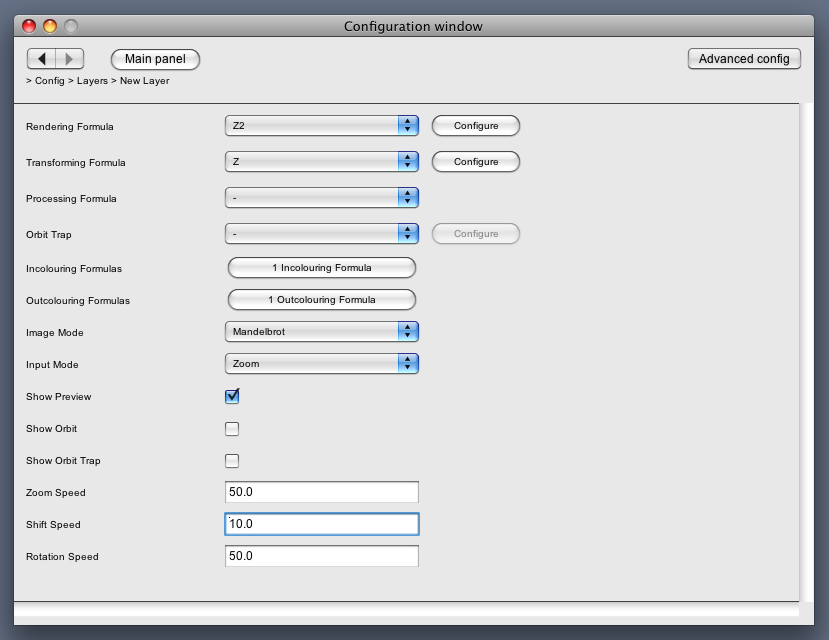 Configuration window
Main panel
Advanced config
> Config > Layers > New Layer
Rendering Formula Z2 Configure
Transforming Formula Z Configure
Processing Formula -
Orbit Trap - Configure
Incolouring Formulas 1 Incolouring Formula
Outcolouring Formulas 1 Outcolouring Formula
Image Mode Mandelbrot
Input Mode Zoom
Show Preview
Show Orbit
Show Orbit Trap
Zoom Speed 50.0
Shift Speed 10.0
Rotation Speed 50.0